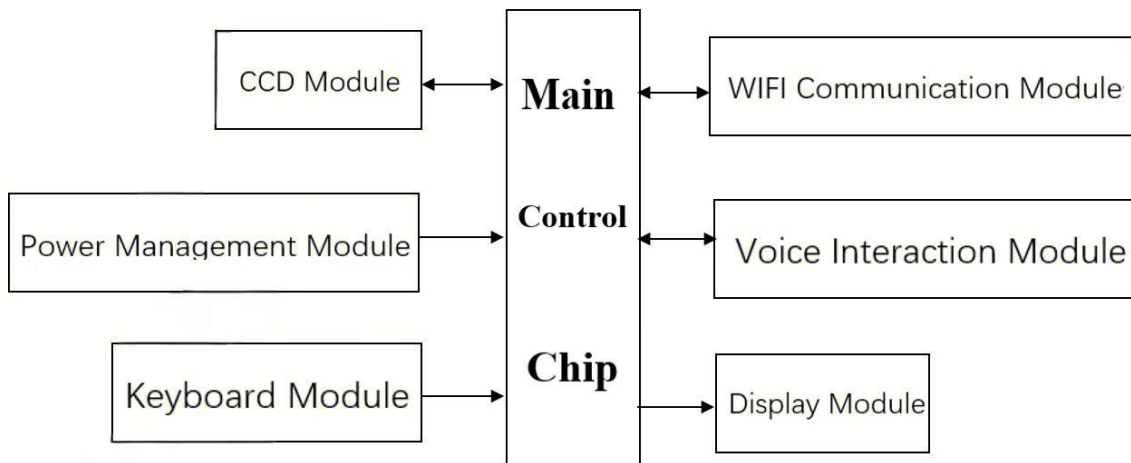 CCD Module
Power Management Module
Keyboard Module
Main
Control
Chip
WIFI Communication Module
Voice Interaction Module
Display Module